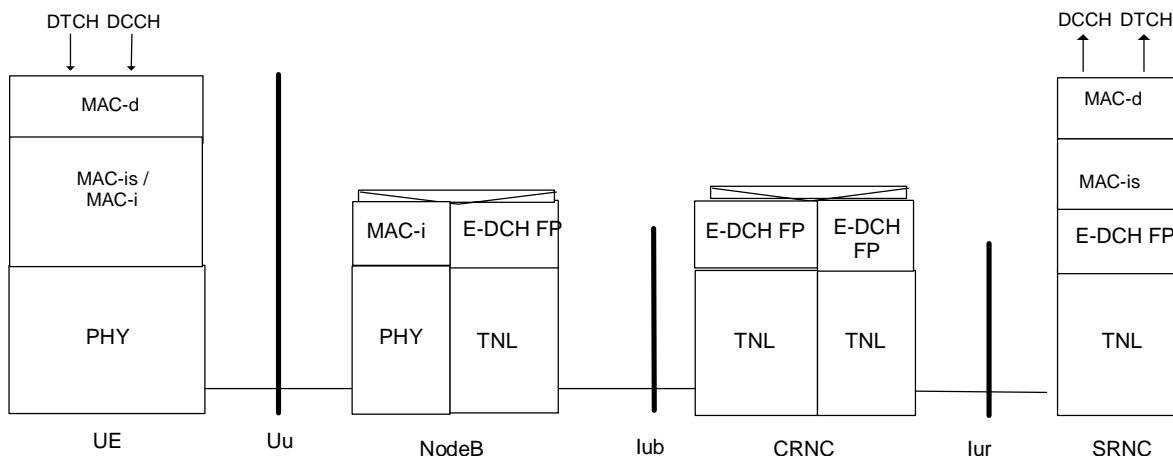 DTCH DCCH
DCCH DTCH
MAC-d
MAC-d
MAC-is /
MAC-i
MAC-is
MAC-i
E-DCH FP
E-DCH FP
E-DCH
FP
E-DCH FP
PHY
PHY
TNL
TNL
TNL
TNL
UE
Uu
NodeB
Iub
CRNC
Iur
SRNC